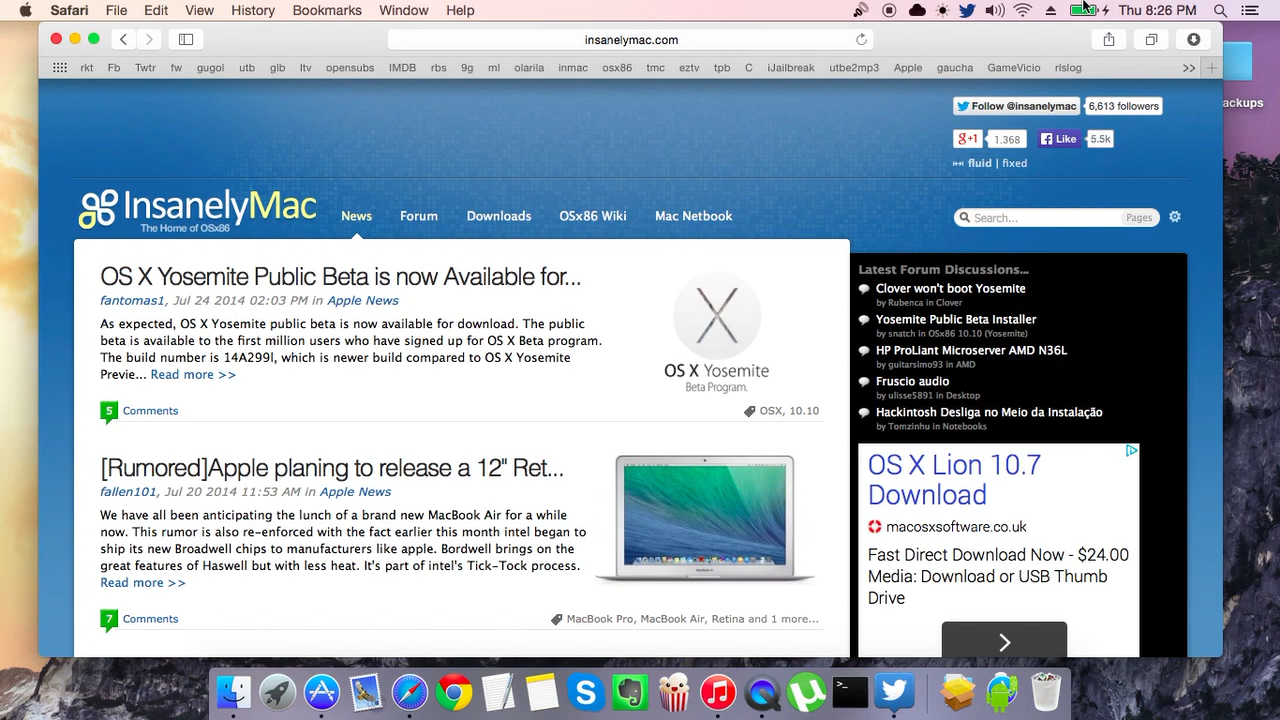 Safari File Edit View History Bookmarks Window Help Thu 8:26 PM
insanelymac.com
rkt Fb Twtr fw gugol utb glb ltv opensubs IMDB rbs 9g ml olarila inmac osx86 tmc eztv tpb C iJailbreak utbe2mp3 Apple gaucha GameVicio rlslog >>
ackups
Follow @insanelymac 6,613 followers
g+1 1.368 Like 5.5k
fluid | fixed
InsanelyMac
The Home of OSx86
News Forum Downloads OSx86 Wiki Mac Netbook
Search... Pages
OS X Yosemite Public Beta is now Available for...
fantomas1, Jul 24 2014 02:03 PM in Apple News
As expected, OS X Yosemite public beta is now available for download. The public
beta is available to the first million users who have signed up for OS X Beta program.
The build number is 14A299l, which is newer build compared to OS X Yosemite
Previe... Read more >>
OS X Yosemite
Beta Program.
5 Comments
OSX, 10.10
[Rumored]Apple planing to release a 12" Ret...
fallen101, Jul 20 2014 11:53 AM in Apple News
We have all been anticipating the lunch of a brand new MacBook Air for a while
now. This rumor is also re-enforced with the fact earlier this month intel began to
ship its new Broadwell chips to manufacturers like apple. Bordwell brings on the
great features of Haswell but with less heat. It's part of intel's Tick-Tock process.
Read more >>
7 Comments
MacBook Pro, MacBook Air, Retina and 1 more...
Latest Forum Discussions...
Clover won't boot Yosemite
by Rubenca in Clover
Yosemite Public Beta Installer
by snatch in OSx86 10.10 (Yosemite)
HP ProLiant Microserver AMD N36L
by guitarsimo93 in AMD
Fruscio audio
by ulisse5891 in Desktop
Hackintosh Desliga no Meio da Instalação
by Tomzinhu in Notebooks
OS X Lion 10.7
Download
macosxsoftware.co.uk
Fast Direct Download Now - $24.00
Media: Download or USB Thumb
Drive